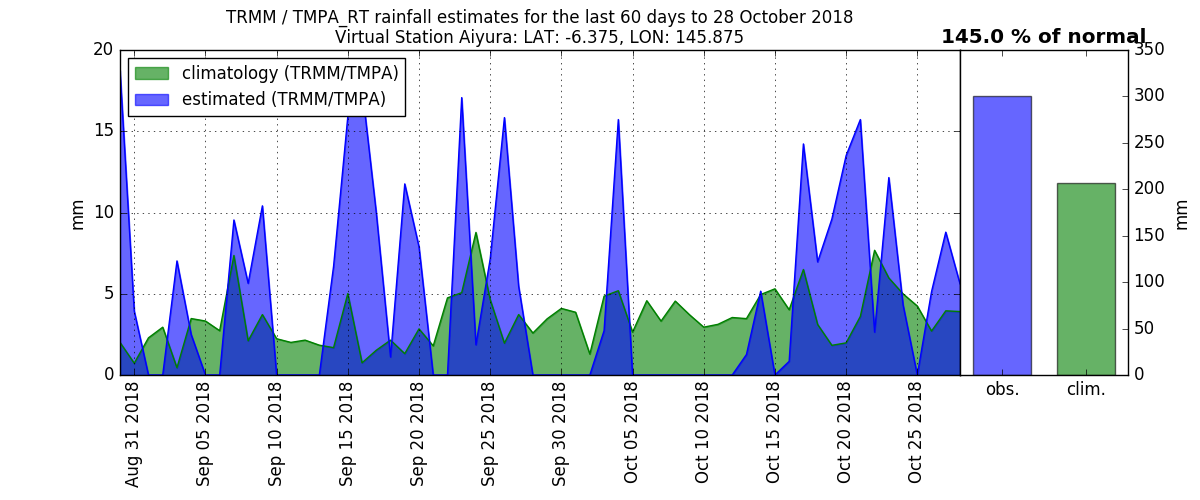 TRMM / TMPA_RT rainfall estimates for the last 60 days to 28 October 2018
Virtual Station Aiyura: LAT: -6.375, LON: 145.875
145.0 % of normal
climatology (TRMM/TMPA)
estimated (TRMM/TMPA)
20
15
10
5
0
mm
Aug 31 2018
Sep 05 2018
Sep 10 2018
Sep 15 2018
Sep 20 2018
Sep 25 2018
Sep 30 2018
Oct 05 2018
Oct 10 2018
Oct 15 2018
Oct 20 2018
Oct 25 2018
350
300
250
200
150
100
50
0
mm
obs.
clim.